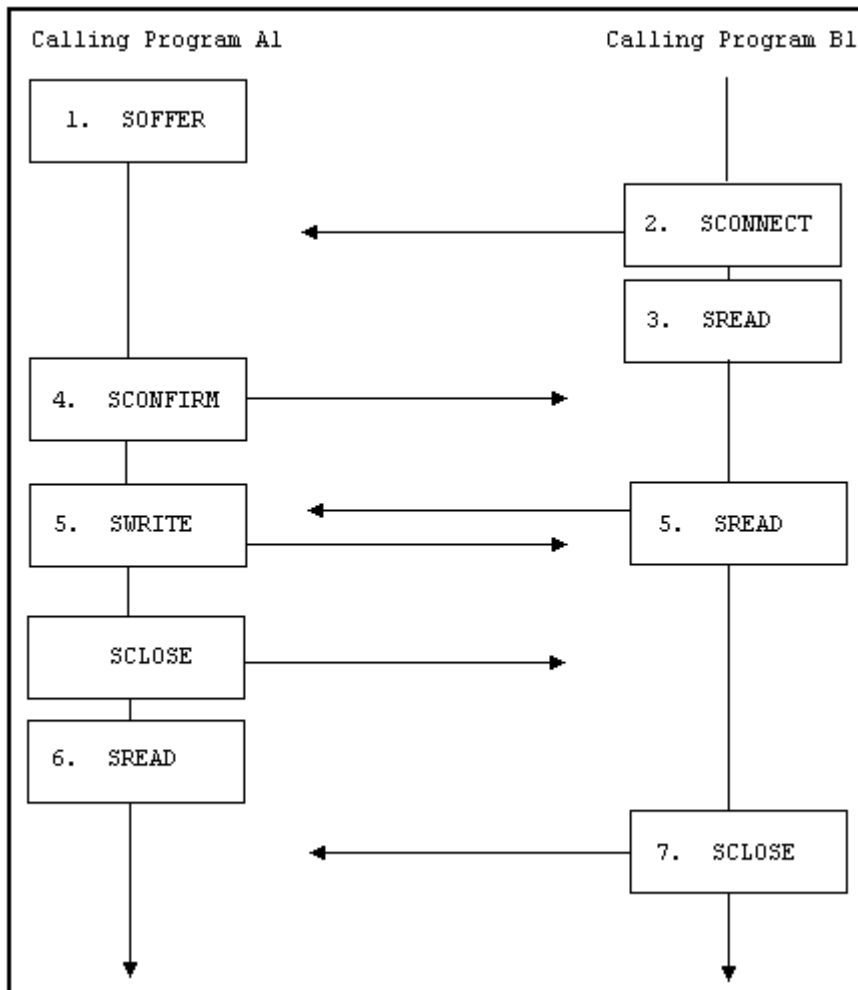 Calling Program A1
Calling Program B1
1. SOFFER
2. SCONNECT
3. SREAD
4. SCONFIRM
5. SWRITE
5. SREAD
SCLOSE
6. SREAD
7. SCLOSE